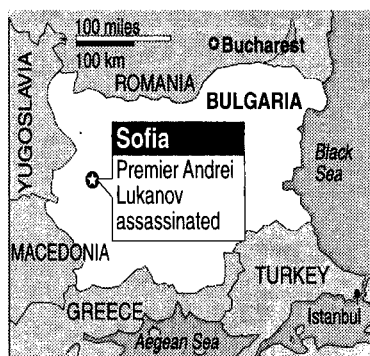 100 miles
100 km
Bucharest
ROMANIA
YUGOSLAVIA
BULGARIA
Sofia
Premier Andrei
Lukanov
assassinated
Black
Sea
MACEDONIA
TURKEY
GREECE
Istanbul
Aegean Sea